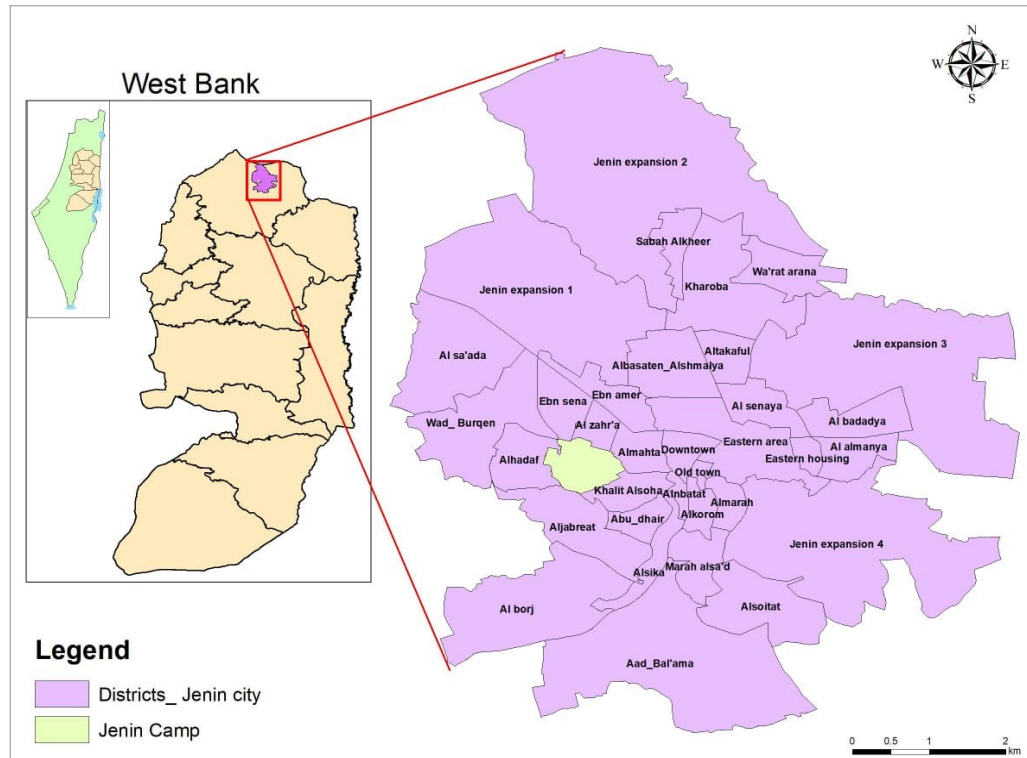 West Bank
N
W
E
S
Jenin expansion 2
Sabah Alkheer
Wa'rat arana
Kharoba
Jenin expansion 1
Jenin expansion 3
Altakaful
Al sa'ada
Albasaten_Alshmalya
Ebn sena
Ebn amer
Al senaya
Al badadya
Wad_ Burqen
Al zahr'a
Eastern area
Al almanya
Alhadaf
Almahta
Downtown
Eastern housing
Old town
Khalit Alsoha
Alnbatat
Almarah
Alkorom
Aljabreat
Abu_dhair
Jenin expansion 4
Alsika
Marah alsa'd
Al borj
Alsoitat
Aad_Bal'ama
Legend
Districts_ Jenin city
Jenin Camp
0 0.5 1 2
km